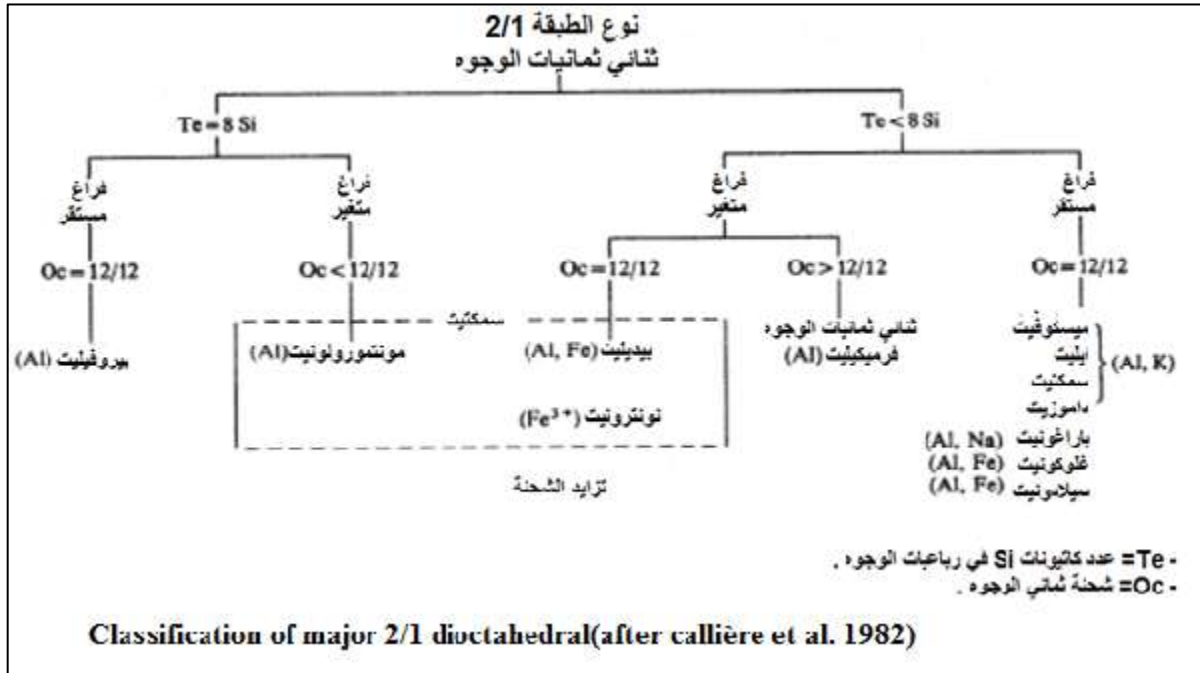 نوع الطبقة 2/1
ثنائي ثمانيات الوجوه
Te = 8 Si
Te < 8 Si
فراغ
مستقر
فراغ
متغير
فراغ
متغير
فراغ
مستقر
Oc = 12/12
Oc < 12/12
Oc = 12/12
Oc > 12/12
Oc = 12/12
سمكتيت
بيروفيليت (Al)
مونتمورولونيت (Al)
بيديليت (Al, Fe)
نونترونيت (Fe³⁺)
ثنائي ثمانيات الوجوه
فرميكيليت (Al)
ميسكوفيت
ايليت
سمكتيت
داموزيت
(Al, K)
باراغونيت (Al, Na)
غلوكونيت (Al, Fe)
سيلادونيت (Al, Fe)
تزايد الشحنة
- Te= عدد كاتيونات Si في رباعيات الوجوه .
- Oc= شحنة ثماني الوجوه .
Classification of major 2/1 dioctahedral(after callière et al. 1982)